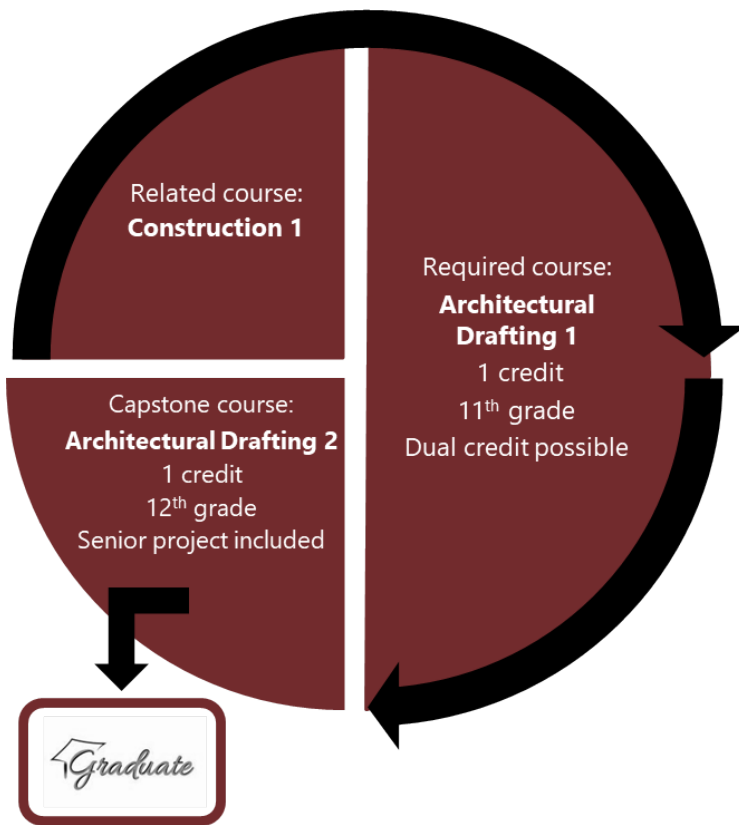 Related course:
Construction 1
Required course:
Architectural
Drafting 1
1 credit
11th grade
Dual credit possible
Capstone course:
Architectural Drafting 2
1 credit
12th grade
Senior project included
Graduate